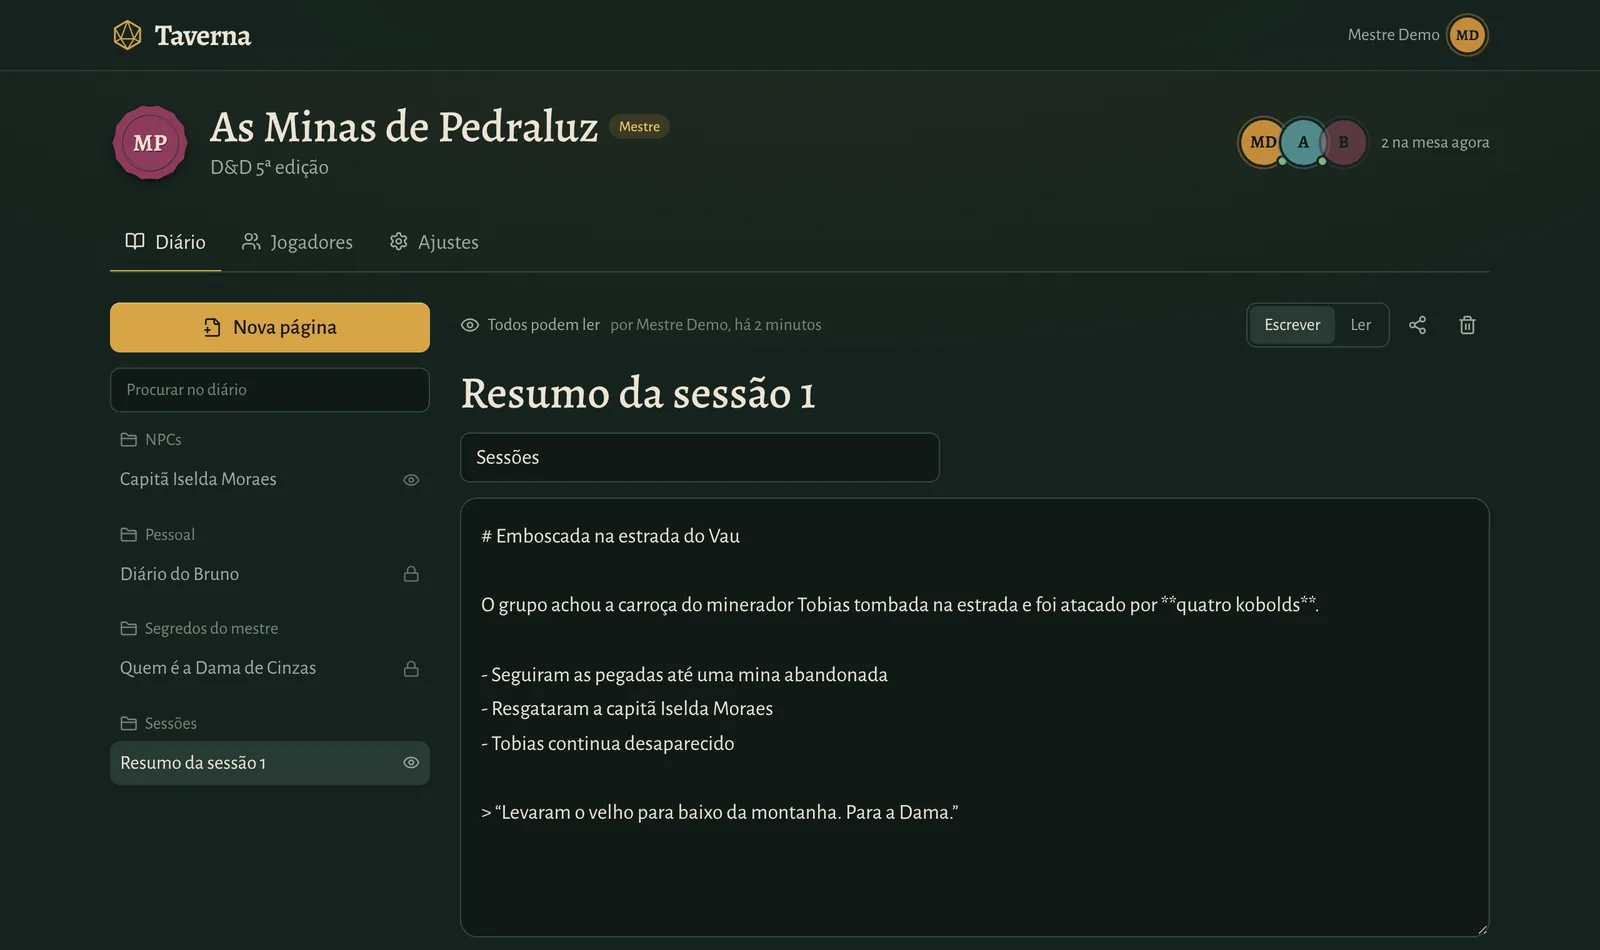 Taverna
Mestre Demo MD
MP
As Minas de Pedraluz Mestre
D&D 5ª edição
MD A B 2 na mesa agora
Diário Jogadores Ajustes
Nova página
Procurar no diário
NPCs
Capitã Iselda Moraes
Pessoal
Diário do Bruno
Segredos do mestre
Quem é a Dama de Cinzas
Sessões
Resumo da sessão 1
Todos podem ler por Mestre Demo, há 2 minutos
Escrever Ler
Resumo da sessão 1
Sessões
# Emboscada na estrada do Vau
O grupo achou a carroça do minerador Tobias tombada na estrada e foi atacado por **quatro kobolds**.
- Seguiram as pegadas até uma mina abandonada
- Resgataram a capitã Iselda Moraes
- Tobias continua desaparecido
> “Levaram o velho para baixo da montanha. Para a Dama.”